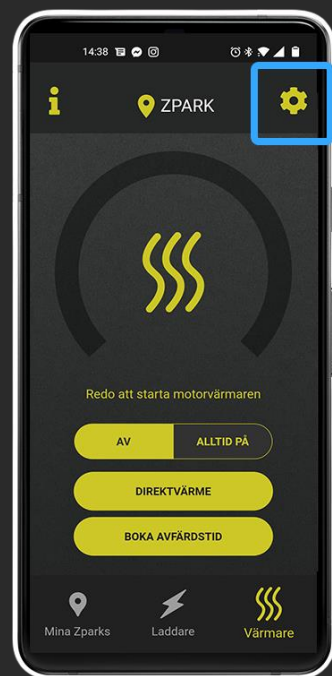 14:38
ZPARK
Redo att starta motorvärmaren
AV ALLTID PÅ
DIREKTVÄRME
BOKA AVFÄRDSTID
Mina Zparks Laddare Värmare